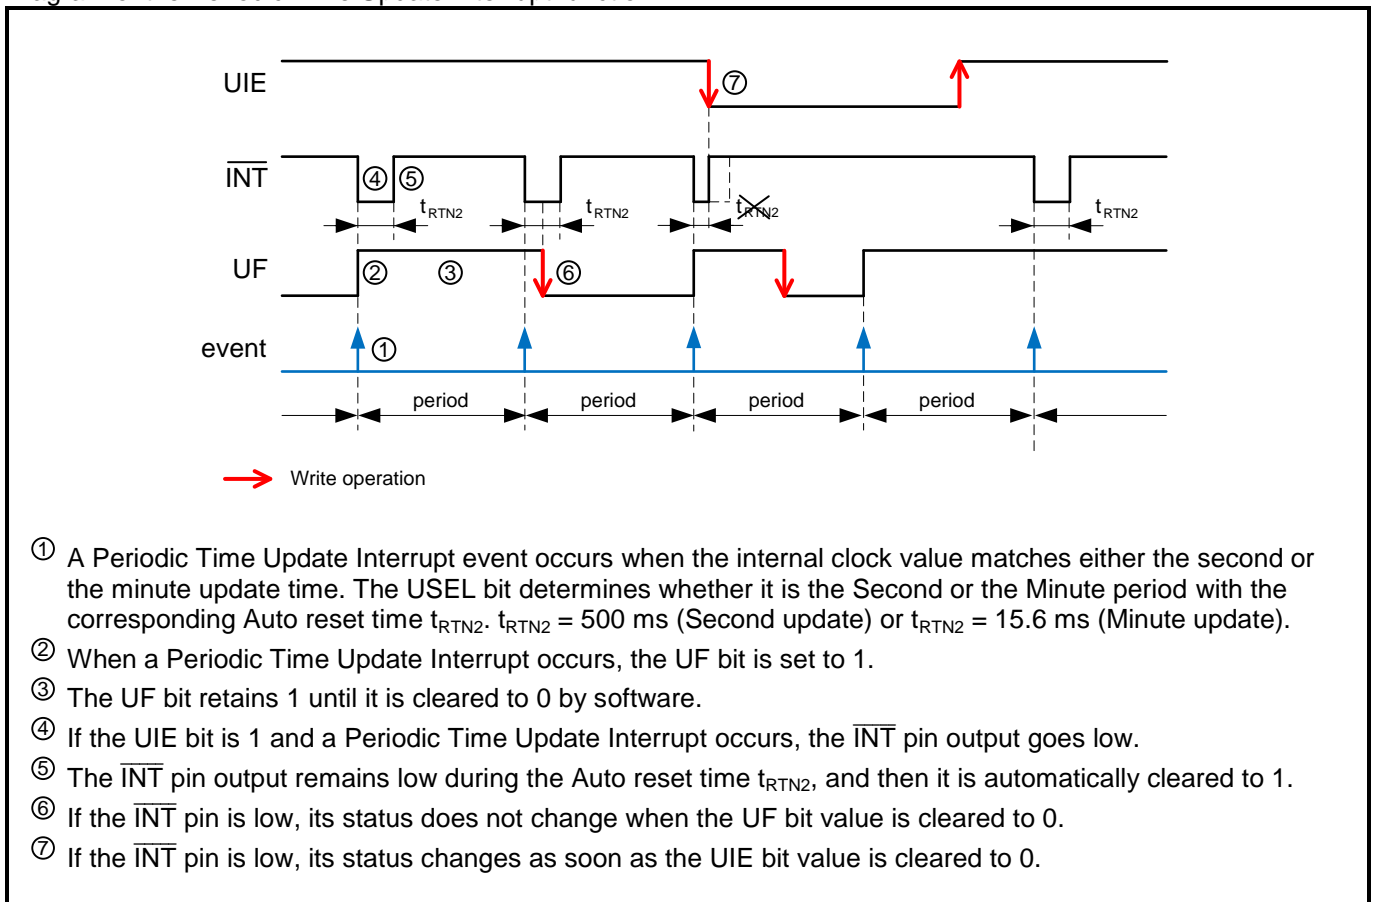 UIE
⑦
INT
④ ⑤
tRTN2 tRTN2 tRTN2 tRTN2
UF
② ③ ⑥
event
①
period period period period
Write operation
① A Periodic Time Update Interrupt event occurs when the internal clock value matches either the second or
the minute update time. The USEL bit determines whether it is the Second or the Minute period with the
corresponding Auto reset time tRTN2. tRTN2 = 500 ms (Second update) or tRTN2 = 15.6 ms (Minute update).
② When a Periodic Time Update Interrupt occurs, the UF bit is set to 1.
③ The UF bit retains 1 until it is cleared to 0 by software.
④ If the UIE bit is 1 and a Periodic Time Update Interrupt occurs, the INT pin output goes low.
⑤ The INT pin output remains low during the Auto reset time tRTN2, and then it is automatically cleared to 1.
⑥ If the INT pin is low, its status does not change when the UF bit value is cleared to 0.
⑦ If the INT pin is low, its status changes as soon as the UIE bit value is cleared to 0.